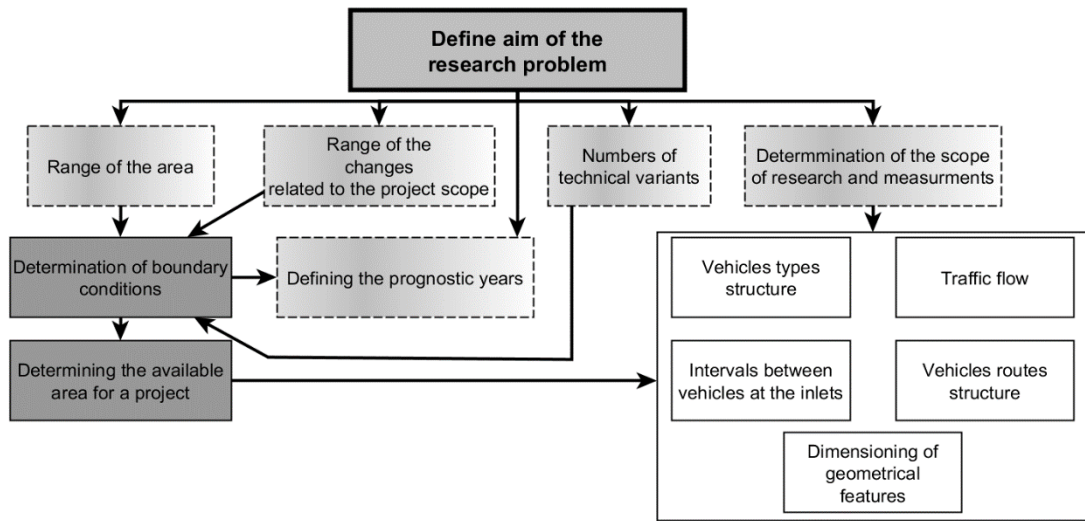 Define aim of the
research problem
Range of the area
Range of the
changes
related to the project scope
Numbers of
technical variants
Determmination of the scope
of research and measurments
Determination of boundary
conditions
Defining the prognostic years
Vehicles types
structure
Traffic flow
Determining the available
area for a project
Intervals between
vehicles at the inlets
Vehicles routes
structure
Dimensioning of
geometrical
features